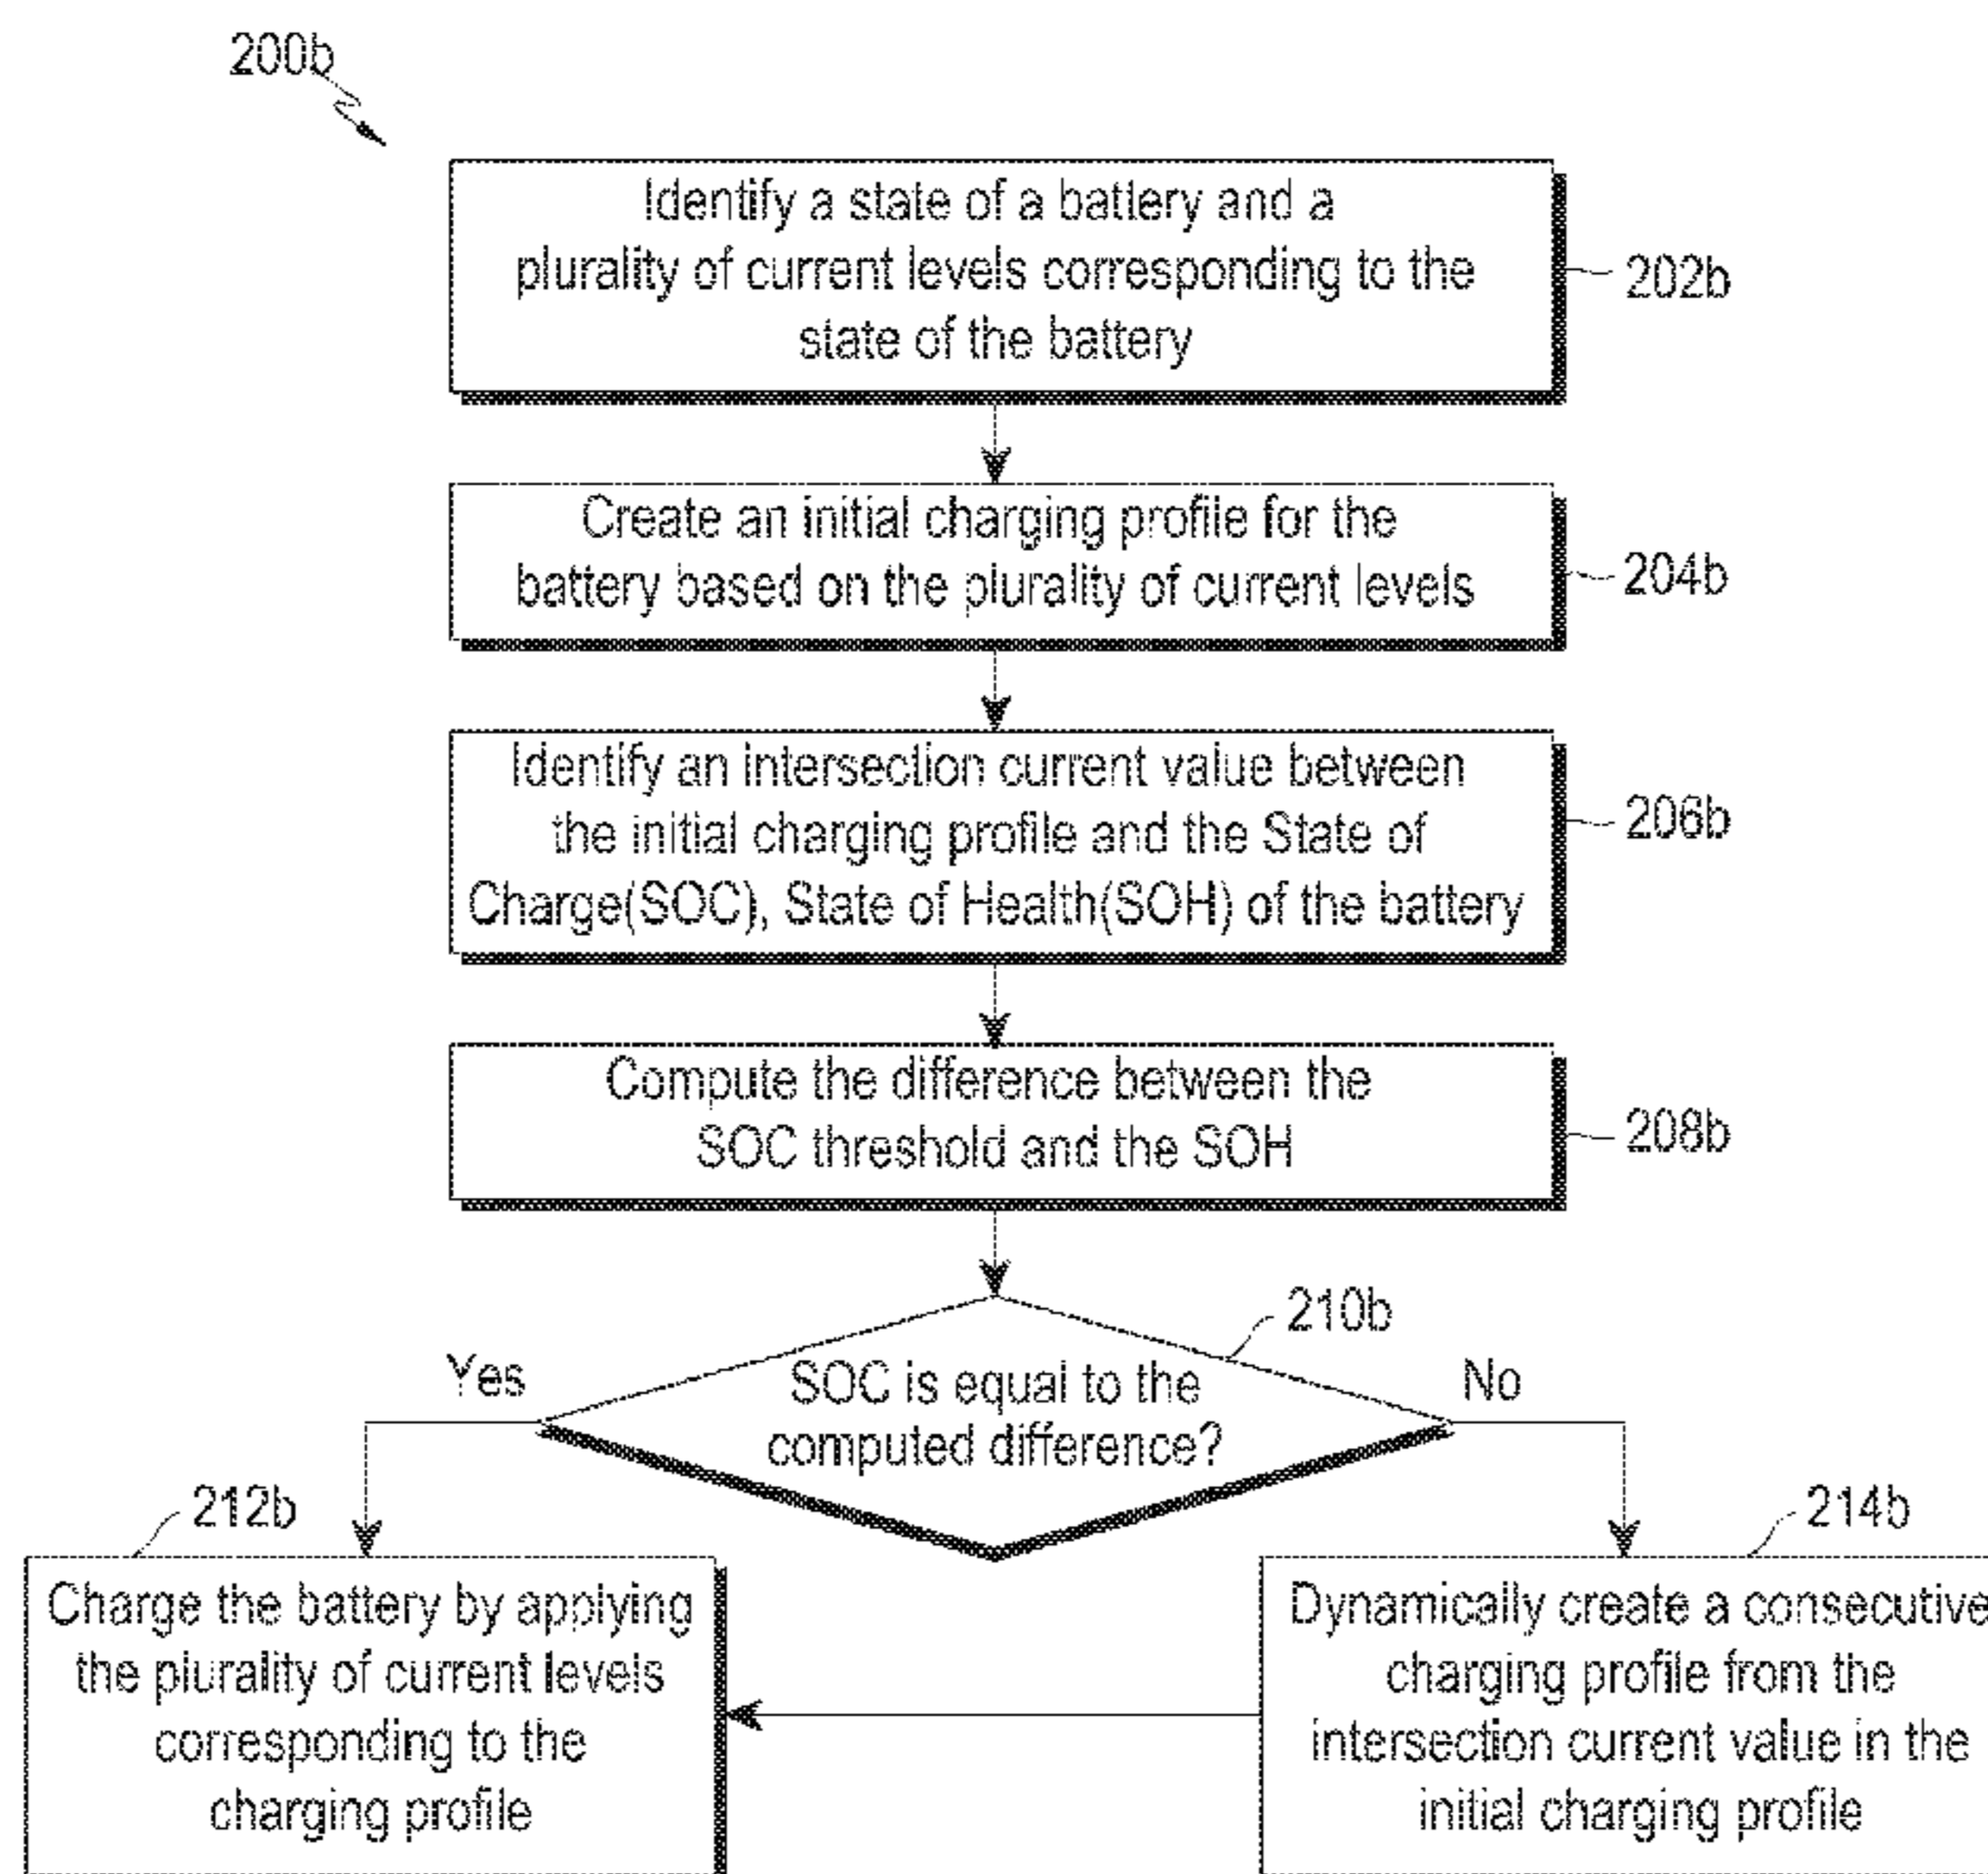 200b
Identify a state of a battery and a
plurality of current levels corresponding to the
state of the battery
202b
Create an initial charging profile for the
battery based on the plurality of current levels
204b
Identify an intersection current value between
the initial charging profile and the State of
Charge(SOC), State of Health(SOH) of the battery
206b
Compute the difference between the
SOC threshold and the SOH
208b
210b
Yes
SOC is equal to the
computed difference?
No
212b
Charge the battery by applying
the plurality of current levels
corresponding to the
charging profile
214b
Dynamically create a consecutive
charging profile from the
intersection current value in the
initial charging profile